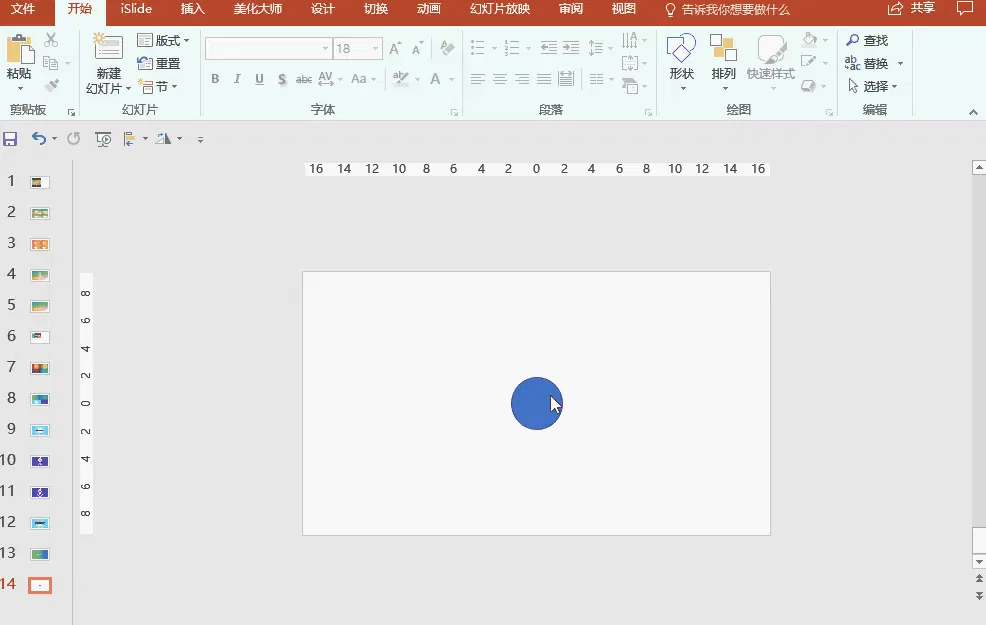 文件 开始 iSlide 插入 美化大师 设计 切换 动画 幻灯片放映 审阅 视图 告诉我你想要做什么 共享
粘贴 新建 幻灯片 版式 重置 节 18 形状 排列 快速样式 查找 替换 选择
B I U S abc AV Aa A
剪贴板 幻灯片 字体 段落 绘图 编辑
16 14 12 10 8 6 4 2 0 2 4 6 8 10 12 14 16
8 6 4 2 0 2 4 6 8
1
2
3
4
5
6
7
8
9
10
11
12
13
14